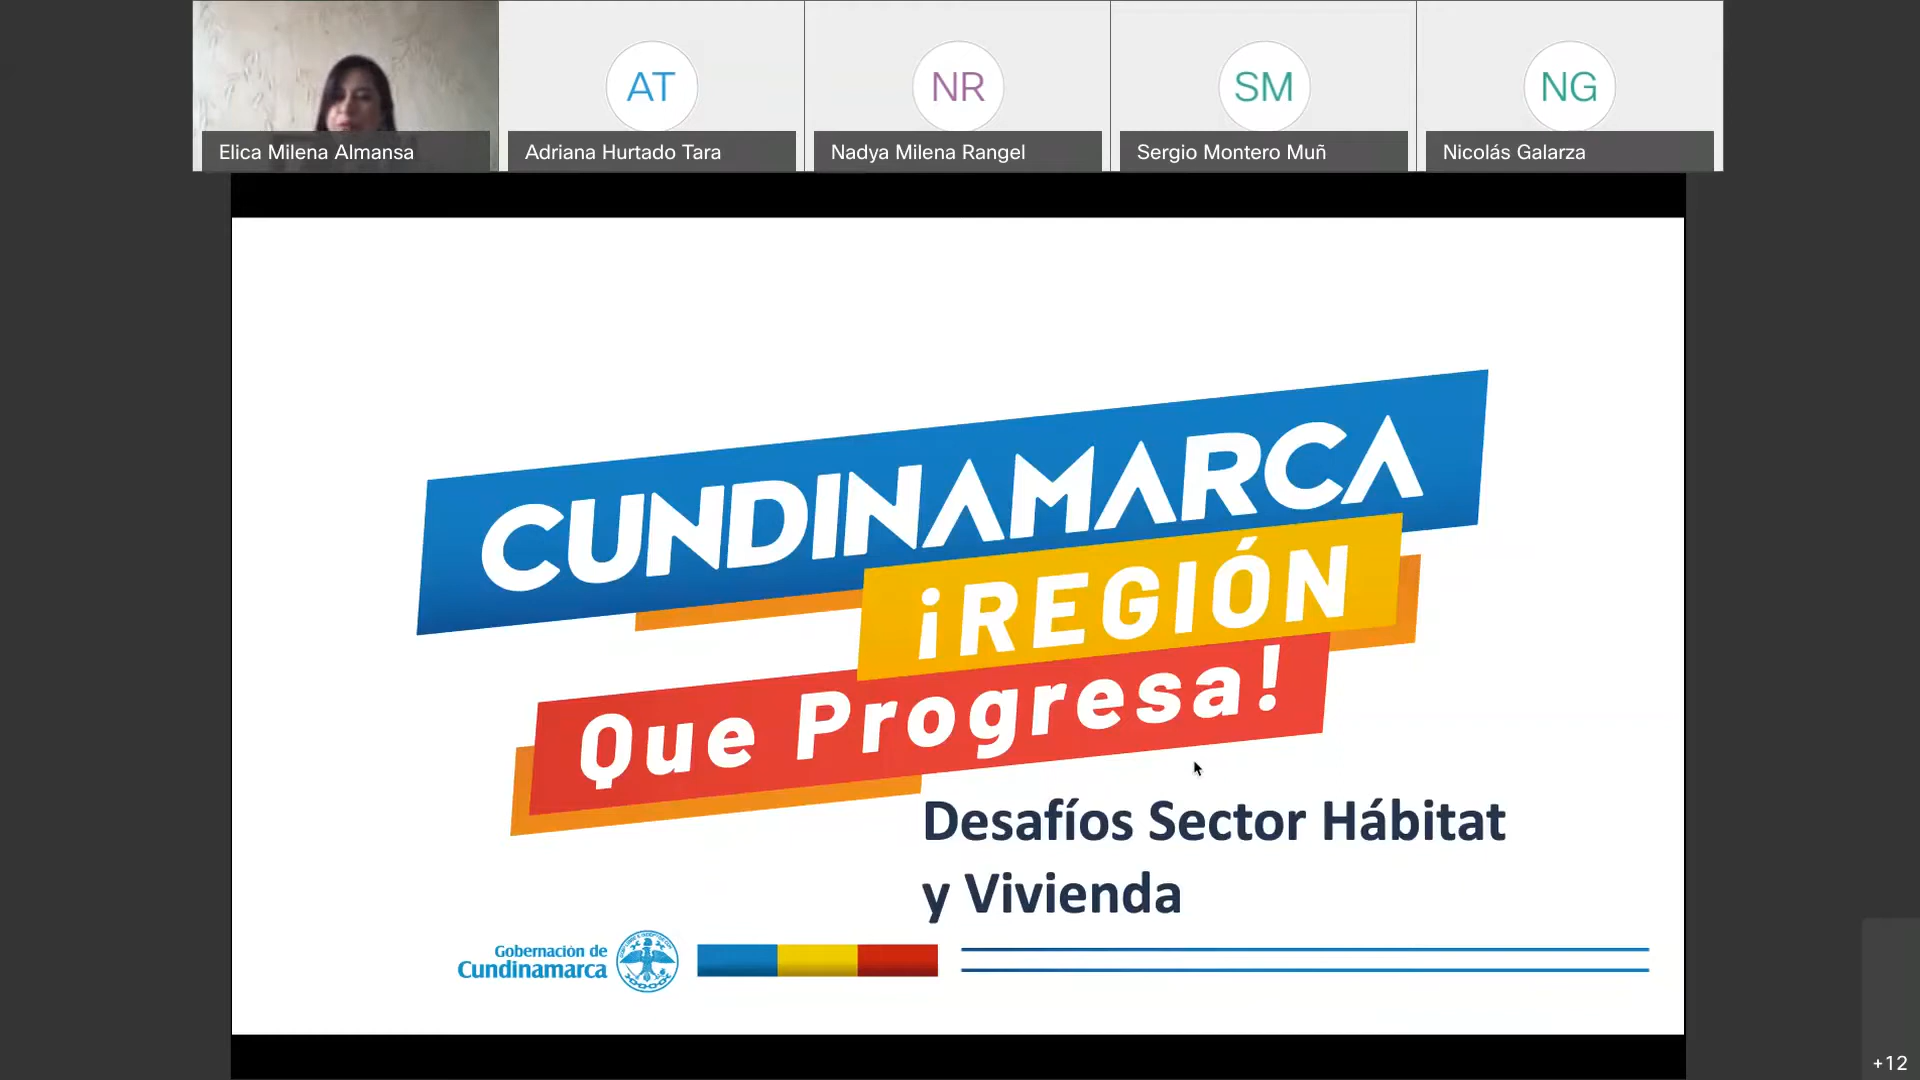 AT
NR
SM
NG
Elica Milena Almansa
Adriana Hurtado Tara
Nadya Milena Rangel
Sergio Montero Muñ
Nicolás Galarza
CUNDINAMARCA
¡REGIÓN
Que Progresa!
Desafíos Sector Hábitat
y Vivienda
Gobernación de
Cundinamarca
+12